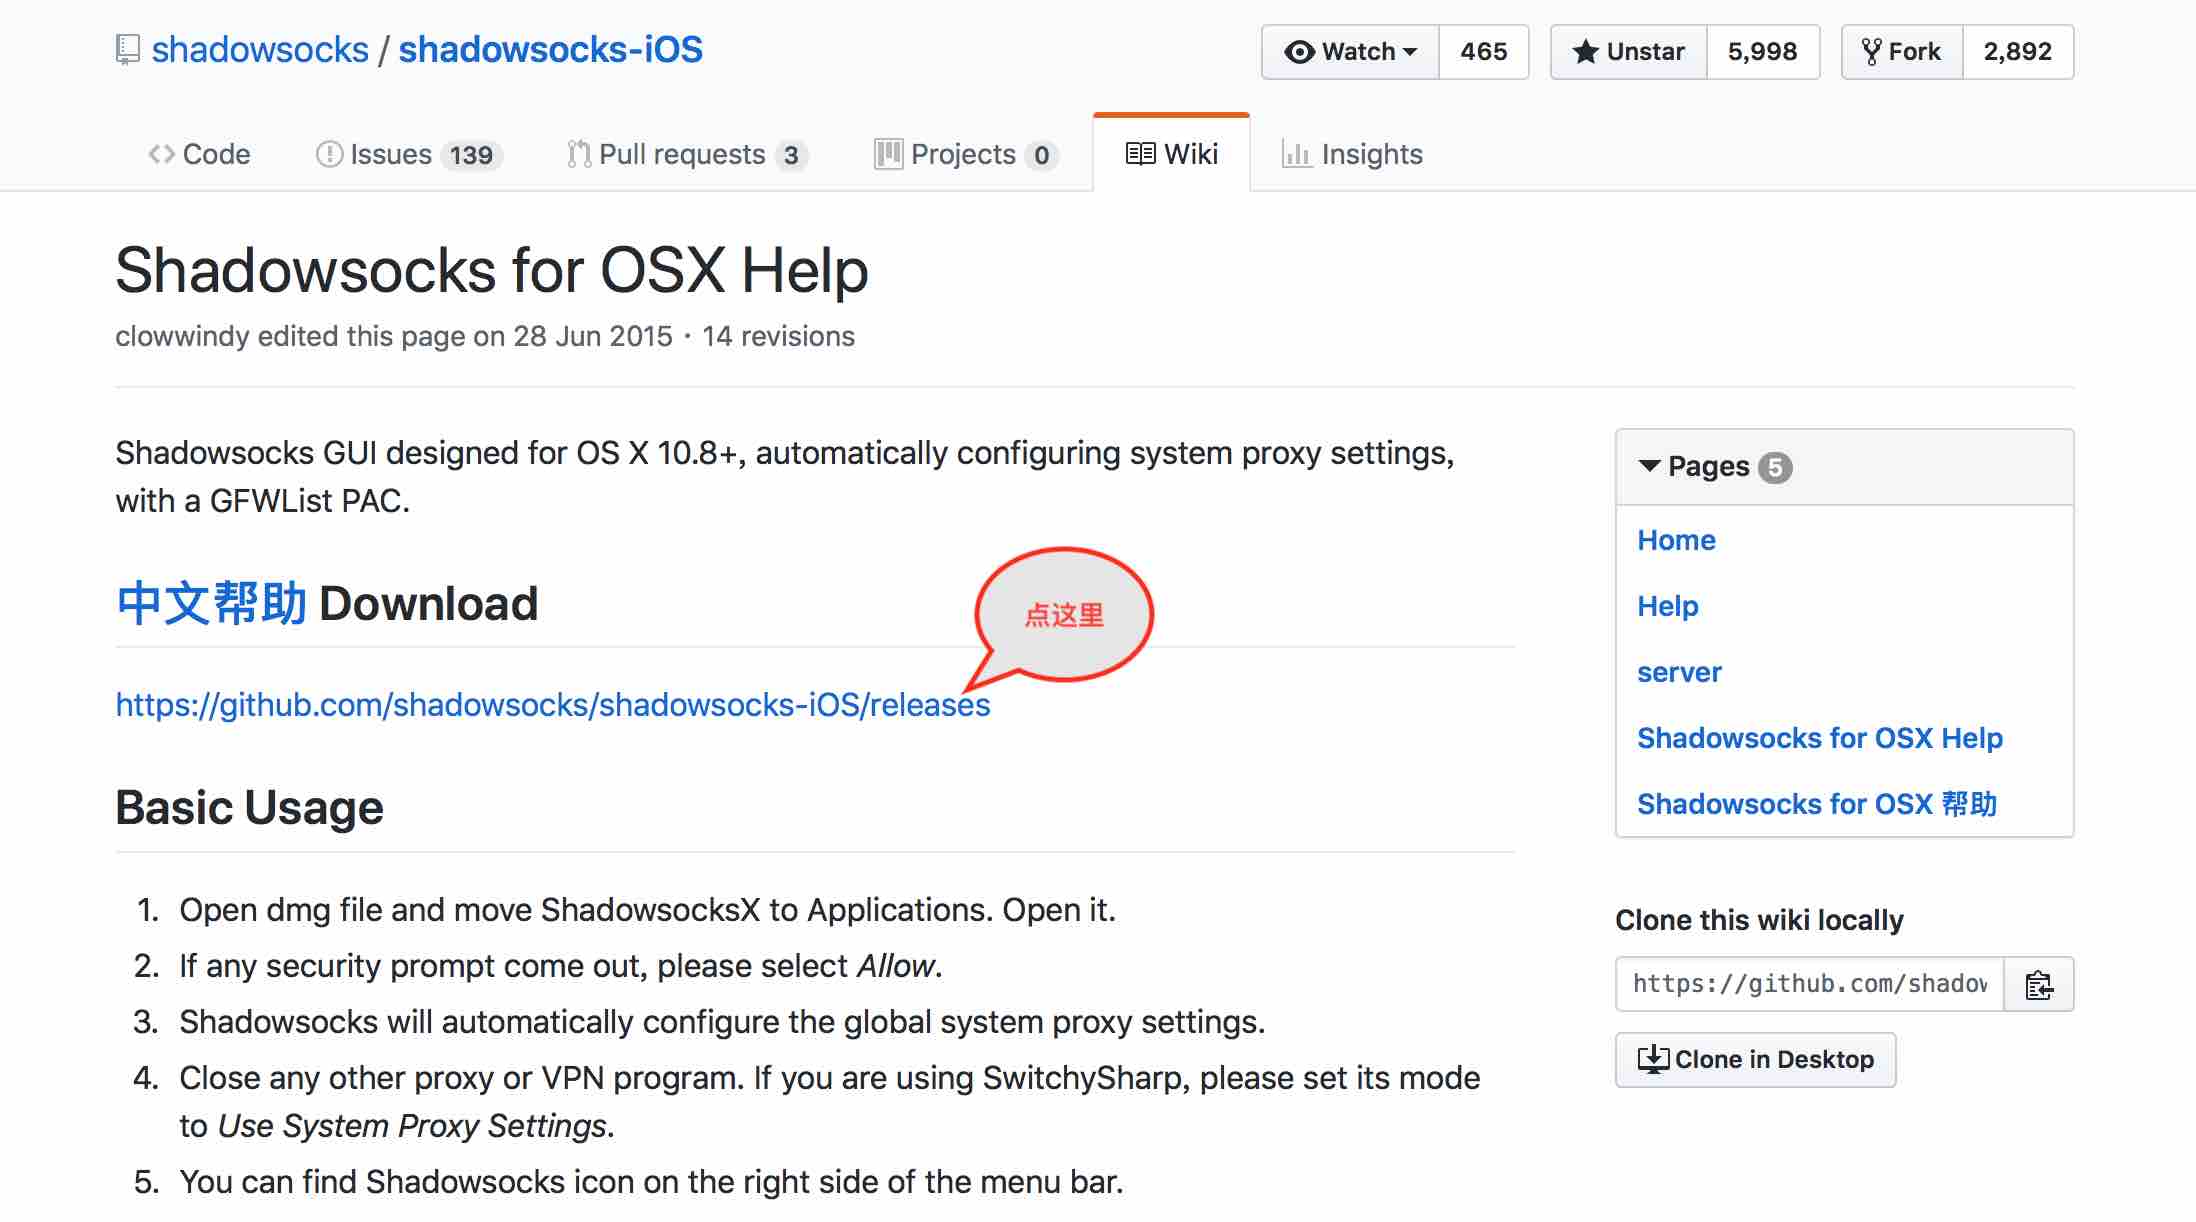 shadowsocks / shadowsocks-iOS
Watch 465 Unstar 5,998 Fork 2,892
Code Issues 139 Pull requests 3 Projects 0 Wiki Insights
Shadowsocks for OSX Help
clowwindy edited this page on 28 Jun 2015 · 14 revisions
Shadowsocks GUI designed for OS X 10.8+, automatically configuring system proxy settings,
with a GFWList PAC.
中文帮助 Download
点这里
https://github.com/shadowsocks/shadowsocks-iOS/releases
Basic Usage
1. Open dmg file and move ShadowsocksX to Applications. Open it.
2. If any security prompt come out, please select Allow.
3. Shadowsocks will automatically configure the global system proxy settings.
4. Close any other proxy or VPN program. If you are using SwitchySharp, please set its mode
to Use System Proxy Settings.
5. You can find Shadowsocks icon on the right side of the menu bar.
Pages 5
Home
Help
server
Shadowsocks for OSX Help
Shadowsocks for OSX 帮助
Clone this wiki locally
https://github.com/shadow
Clone in Desktop